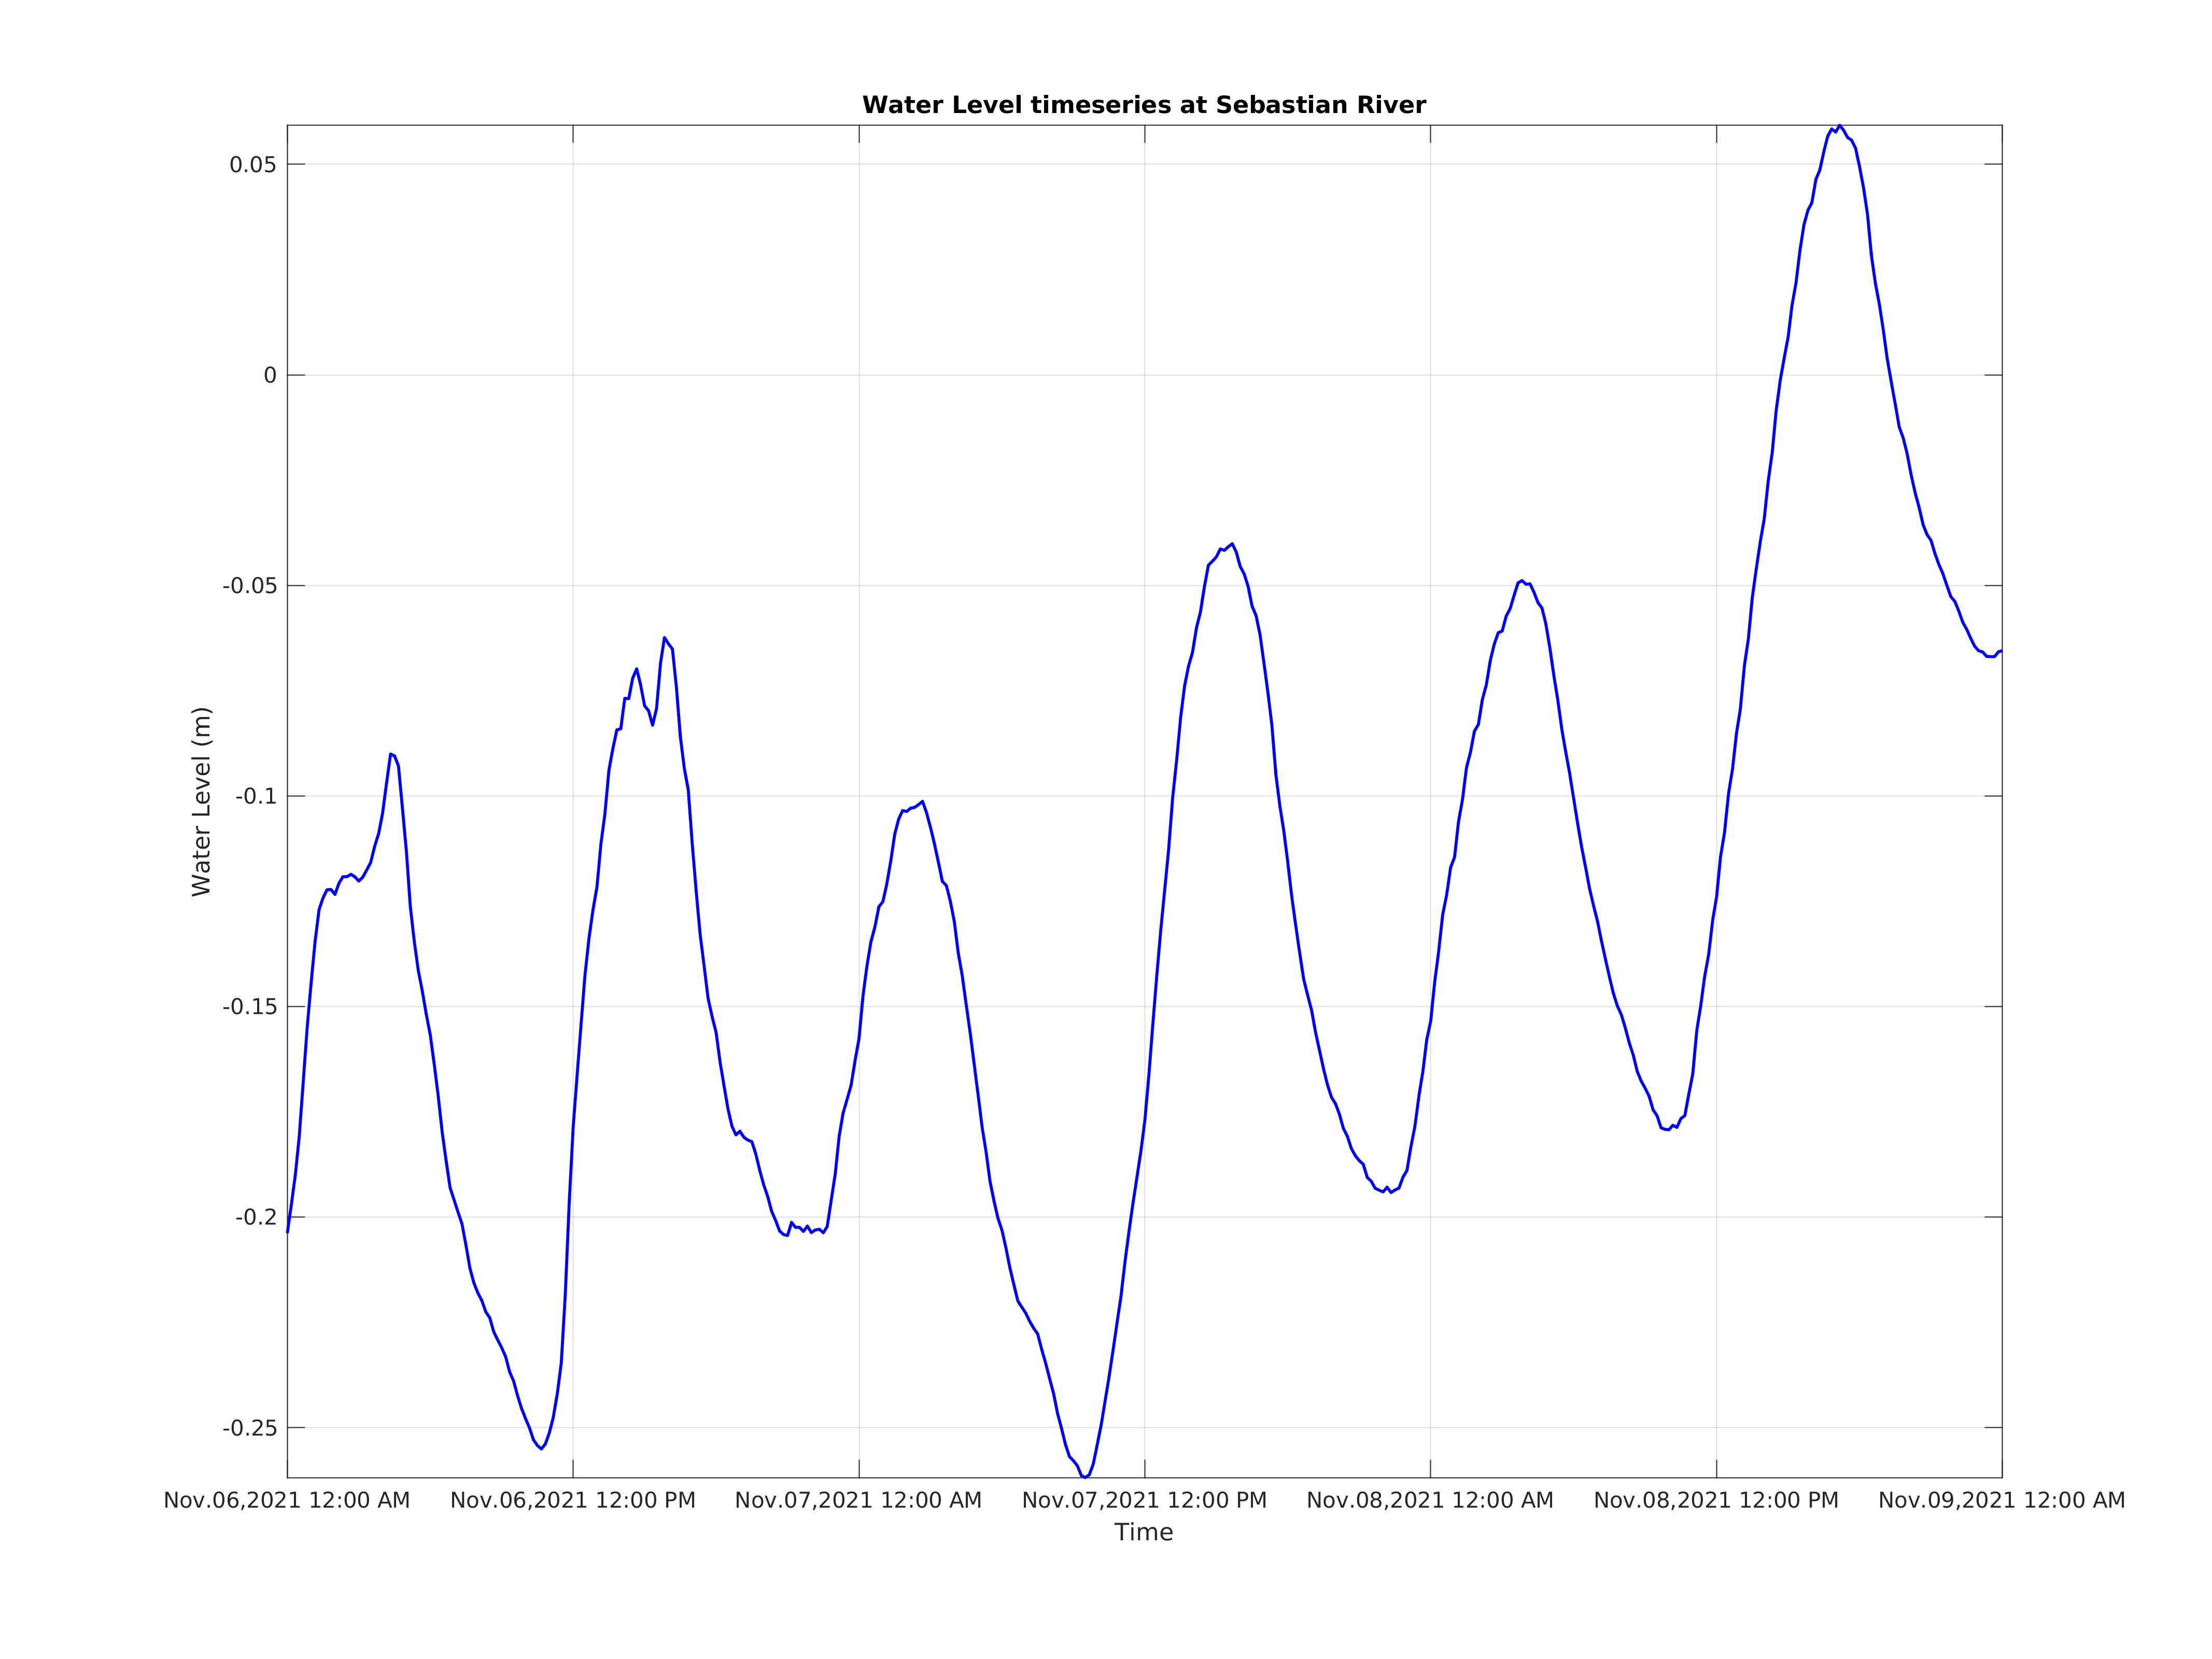 Water Level timeseries at Sebastian River
0.05
0
-0.05
-0.1
-0.15
-0.2
-0.25
Water Level (m)
Nov.06,2021 12:00 AM Nov.06,2021 12:00 PM Nov.07,2021 12:00 AM Nov.07,2021 12:00 PM Nov.08,2021 12:00 AM Nov.08,2021 12:00 PM Nov.09,2021 12:00 AM
Time